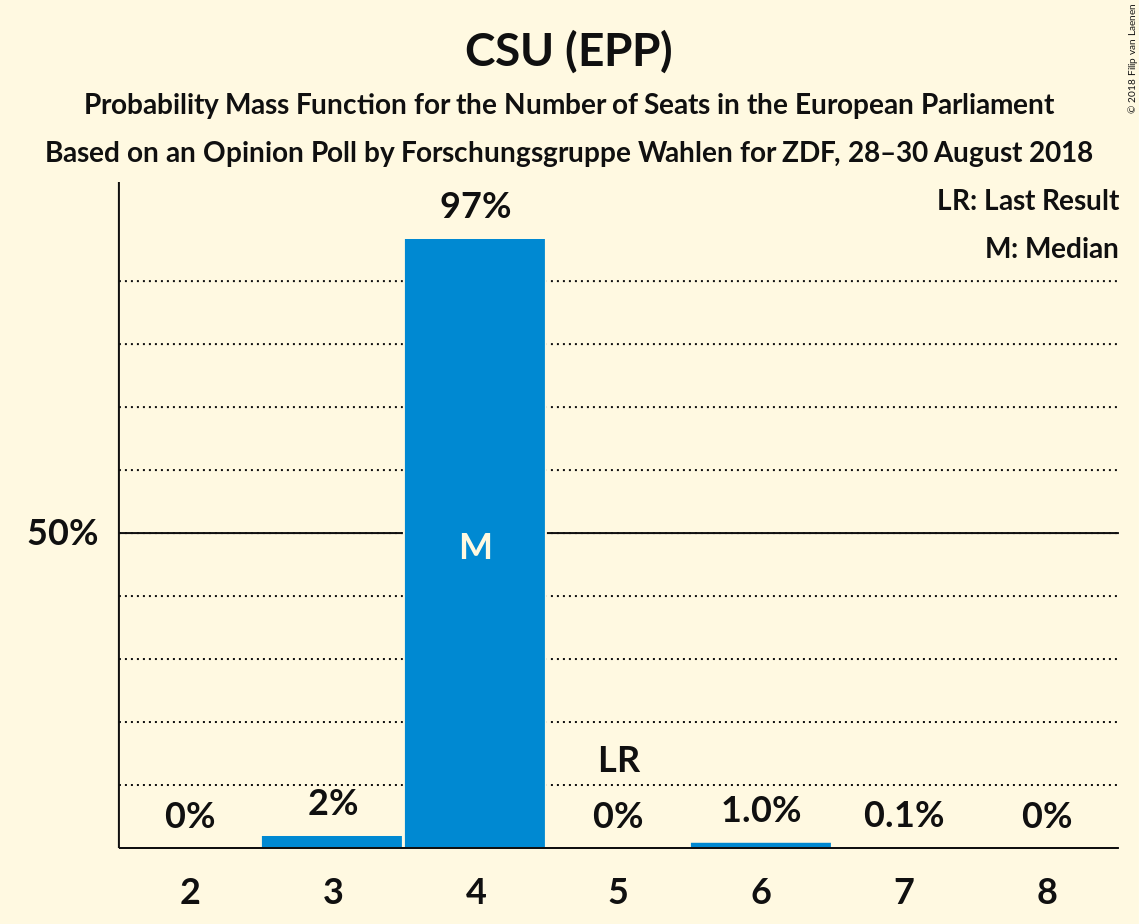 CSU (EPP)
Probability Mass Function for the Number of Seats in the European Parliament
Based on an Opinion Poll by Forschungsgruppe Wahlen for ZDF, 28–30 August 2018
© 2018 Filip van Laenen
LR: Last Result
M: Median
97%
50%
M
LR
0%
2%
0%
1.0%
0.1%
0%
2
3
4
5
6
7
8